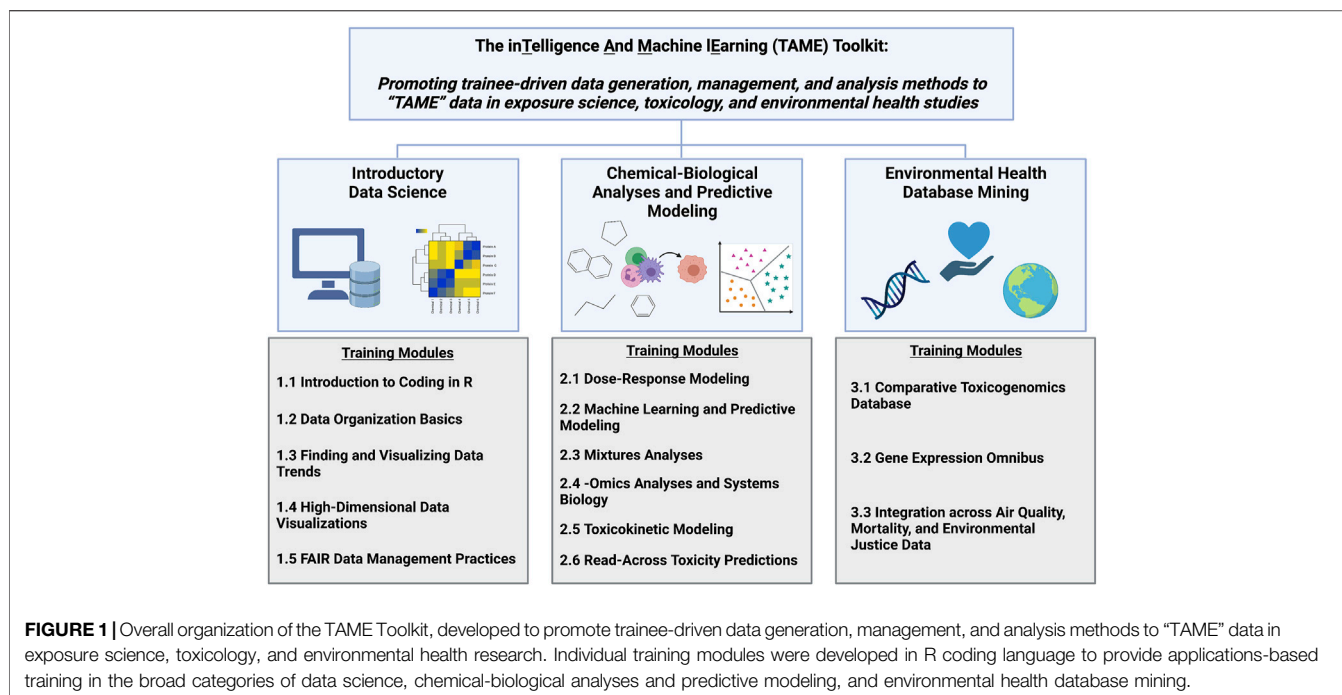 The inTelligence And Machine lEarning (TAME) Toolkit:
Promoting trainee-driven data generation, management, and analysis methods to
“TAME” data in exposure science, toxicology, and environmental health studies
Introductory
Data Science
Chemical-Biological
Analyses and Predictive
Modeling
Environmental Health
Database Mining
Training Modules
1.1 Introduction to Coding in R
1.2 Data Organization Basics
1.3 Finding and Visualizing Data
Trends
1.4 High-Dimensional Data
Visualizations
1.5 FAIR Data Management Practices
Training Modules
2.1 Dose-Response Modeling
2.2 Machine Learning and Predictive
Modeling
2.3 Mixtures Analyses
2.4 -Omics Analyses and Systems
Biology
2.5 Toxicokinetic Modeling
2.6 Read-Across Toxicity Predictions
Training Modules
3.1 Comparative Toxicogenomics
Database
3.2 Gene Expression Omnibus
3.3 Integration across Air Quality,
Mortality, and Environmental
Justice Data
FIGURE 1 | Overall organization of the TAME Toolkit, developed to promote trainee-driven data generation, management, and analysis methods to “TAME” data in
exposure science, toxicology, and environmental health research. Individual training modules were developed in R coding language to provide applications-based
training in the broad categories of data science, chemical-biological analyses and predictive modeling, and environmental health database mining.